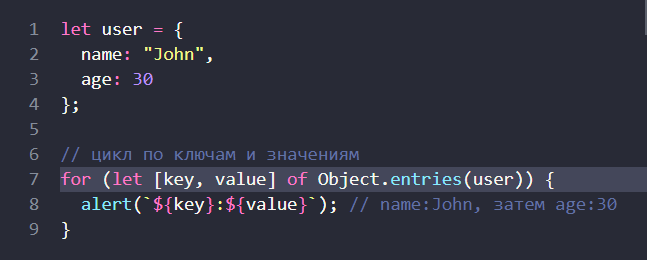 1 let user = {
2   name: "John",
3   age: 30
4 };
5
6 // цикл по ключам и значениям
7 for (let [key, value] of Object.entries(user)) {
8   alert(`${key}:${value}`); // name:John, затем age:30
9 }